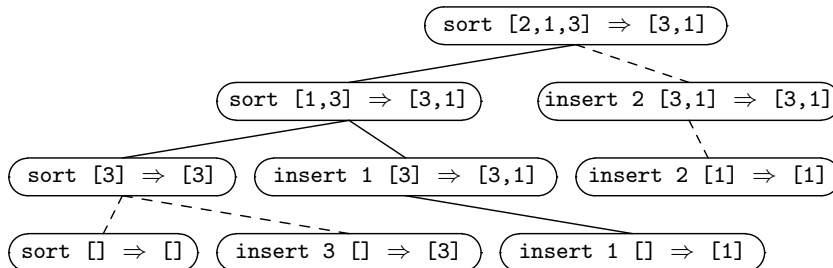 sort [2,1,3] ⇒ [3,1]
sort [1,3] ⇒ [3,1]
insert 2 [3,1] ⇒ [3,1]
sort [3] ⇒ [3]
insert 1 [3] ⇒ [3,1]
insert 2 [1] ⇒ [1]
sort [] ⇒ []
insert 3 [] ⇒ [3]
insert 1 [] ⇒ [1]